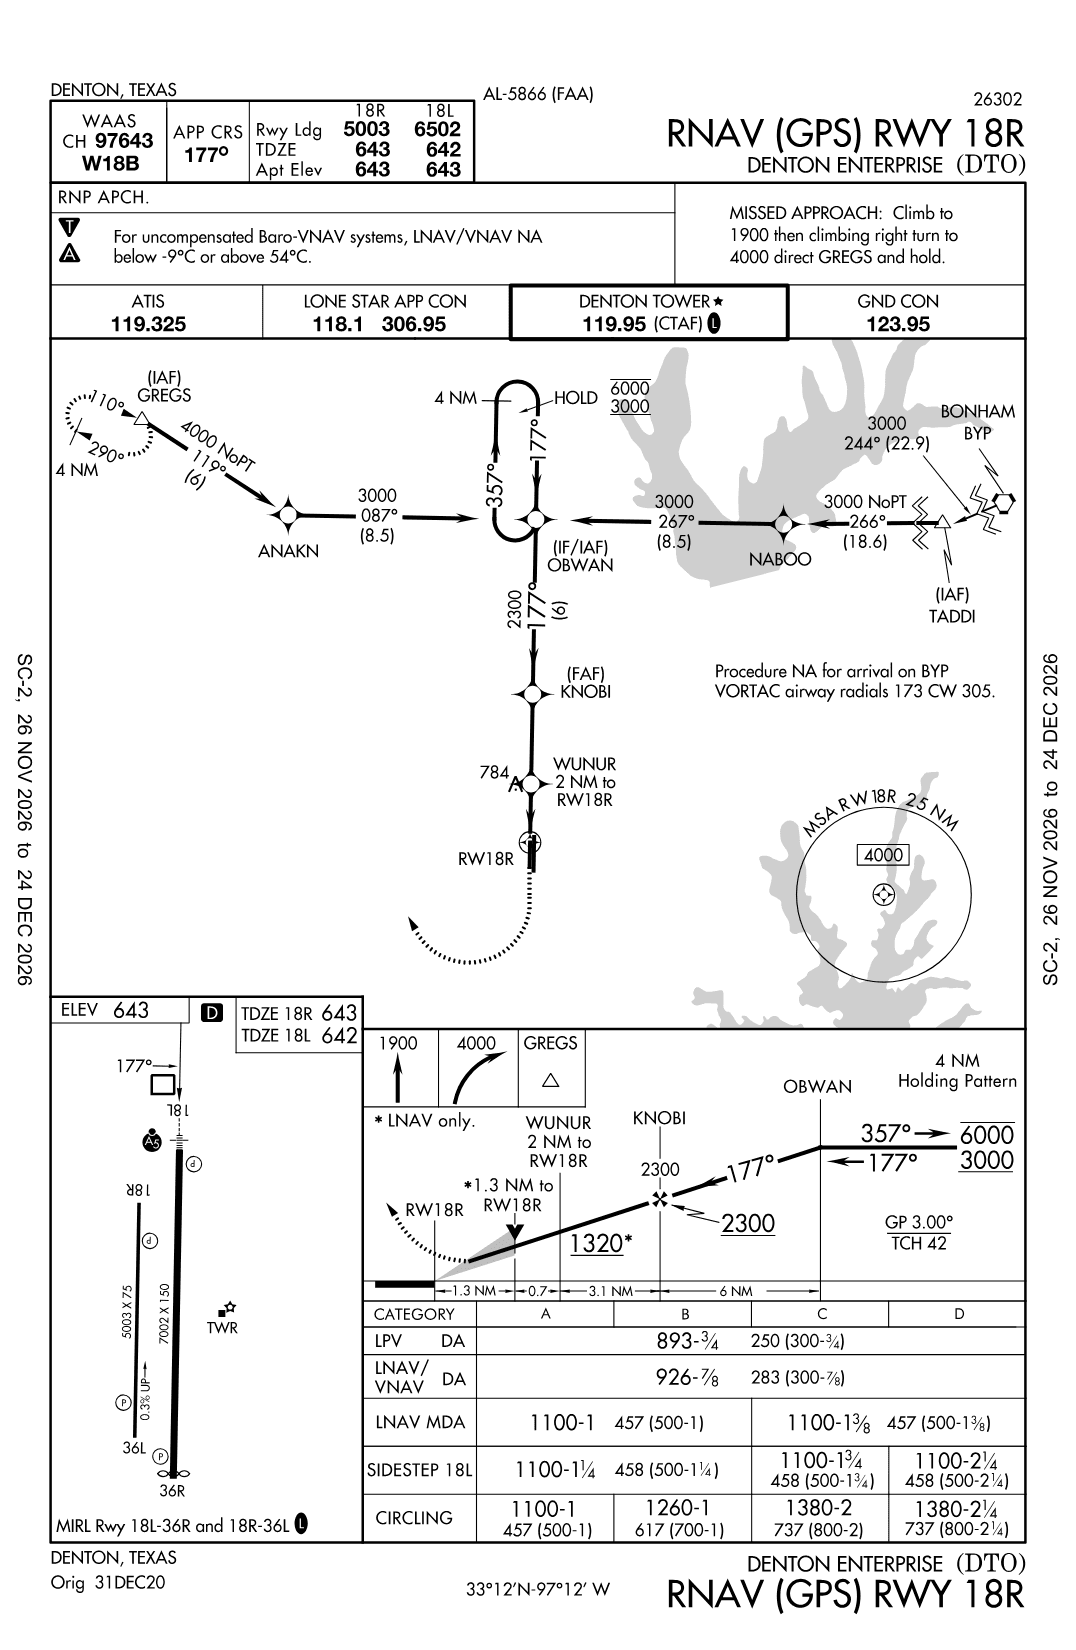 DENTON, TEXAS
AL-5866 (FAA)
26302
RNAV (GPS) RWY 18R
DENTON ENTERPRISE (DTO)
WAAS
CH 97643
W18B
APP CRS
177°
18R 18L
Rwy Ldg 5003 6502
TDZE 643 642
Apt Elev 643 643
RNP APCH.
T
A
For uncompensated Baro-VNAV systems, LNAV/VNAV NA
below -9°C or above 54°C.
MISSED APPROACH: Climb to
1900 then climbing right turn to
4000 direct GREGS and hold.
ATIS
119.325
LONE STAR APP CON
118.1 306.95
DENTON TOWER★
119.95 (CTAF) L
GND CON
123.95
(IAF)
GREGS
110°
290°
4 NM
4000 NoPT
119°
(6)
ANAKN
3000
087°
(8.5)
4 NM
HOLD
6000
3000
357°
177°
(IF/IAF)
OBWAN
3000
267°
(8.5)
NABOO
3000 NoPT
266°
(18.6)
3000
244° (22.9)
BONHAM
BYP
(IAF)
TADDI
2300
177°
(6)
(FAF)
KNOBI
Procedure NA for arrival on BYP
VORTAC airway radials 173 CW 305.
784
WUNUR
2 NM to
RW18R
RW18R
MSA RW18R 25 NM
4000
SC-2, 26 NOV 2026 to 24 DEC 2026
SC-2, 26 NOV 2026 to 24 DEC 2026
ELEV 643
D
TDZE 18R 643
TDZE 18L 642
177°
18L
A5
P
18R
P
5003 X 75
7002 X 150
TWR
0.3% UP
P
36L
P
36R
MIRL Rwy 18L-36R and 18R-36L L
1900
4000
GREGS
* LNAV only.
4 NM
Holding Pattern
OBWAN
KNOBI
WUNUR
2 NM to
RW18R
*1.3 NM to
RW18R
RW18R
2300
177°
357°
177°
6000
3000
2300
1320*
GP 3.00°
TCH 42
1.3 NM 0.7 3.1 NM 6 NM
CATEGORY A B C D
LPV DA 893-¾ 250 (300-¾)
LNAV/
VNAV DA 926-⅞ 283 (300-⅞)
LNAV MDA 1100-1 457 (500-1) 1100-1⅜ 457 (500-1⅜)
SIDESTEP 18L 1100-1¼ 458 (500-1¼) 1100-1¾ 1100-2¼
458 (500-1¾) 458 (500-2¼)
CIRCLING 1100-1 1260-1 1380-2 1380-2¼
457 (500-1) 617 (700-1) 737 (800-2) 737 (800-2¼)
DENTON, TEXAS
Orig 31DEC20
33°12'N-97°12' W
DENTON ENTERPRISE (DTO)
RNAV (GPS) RWY 18R